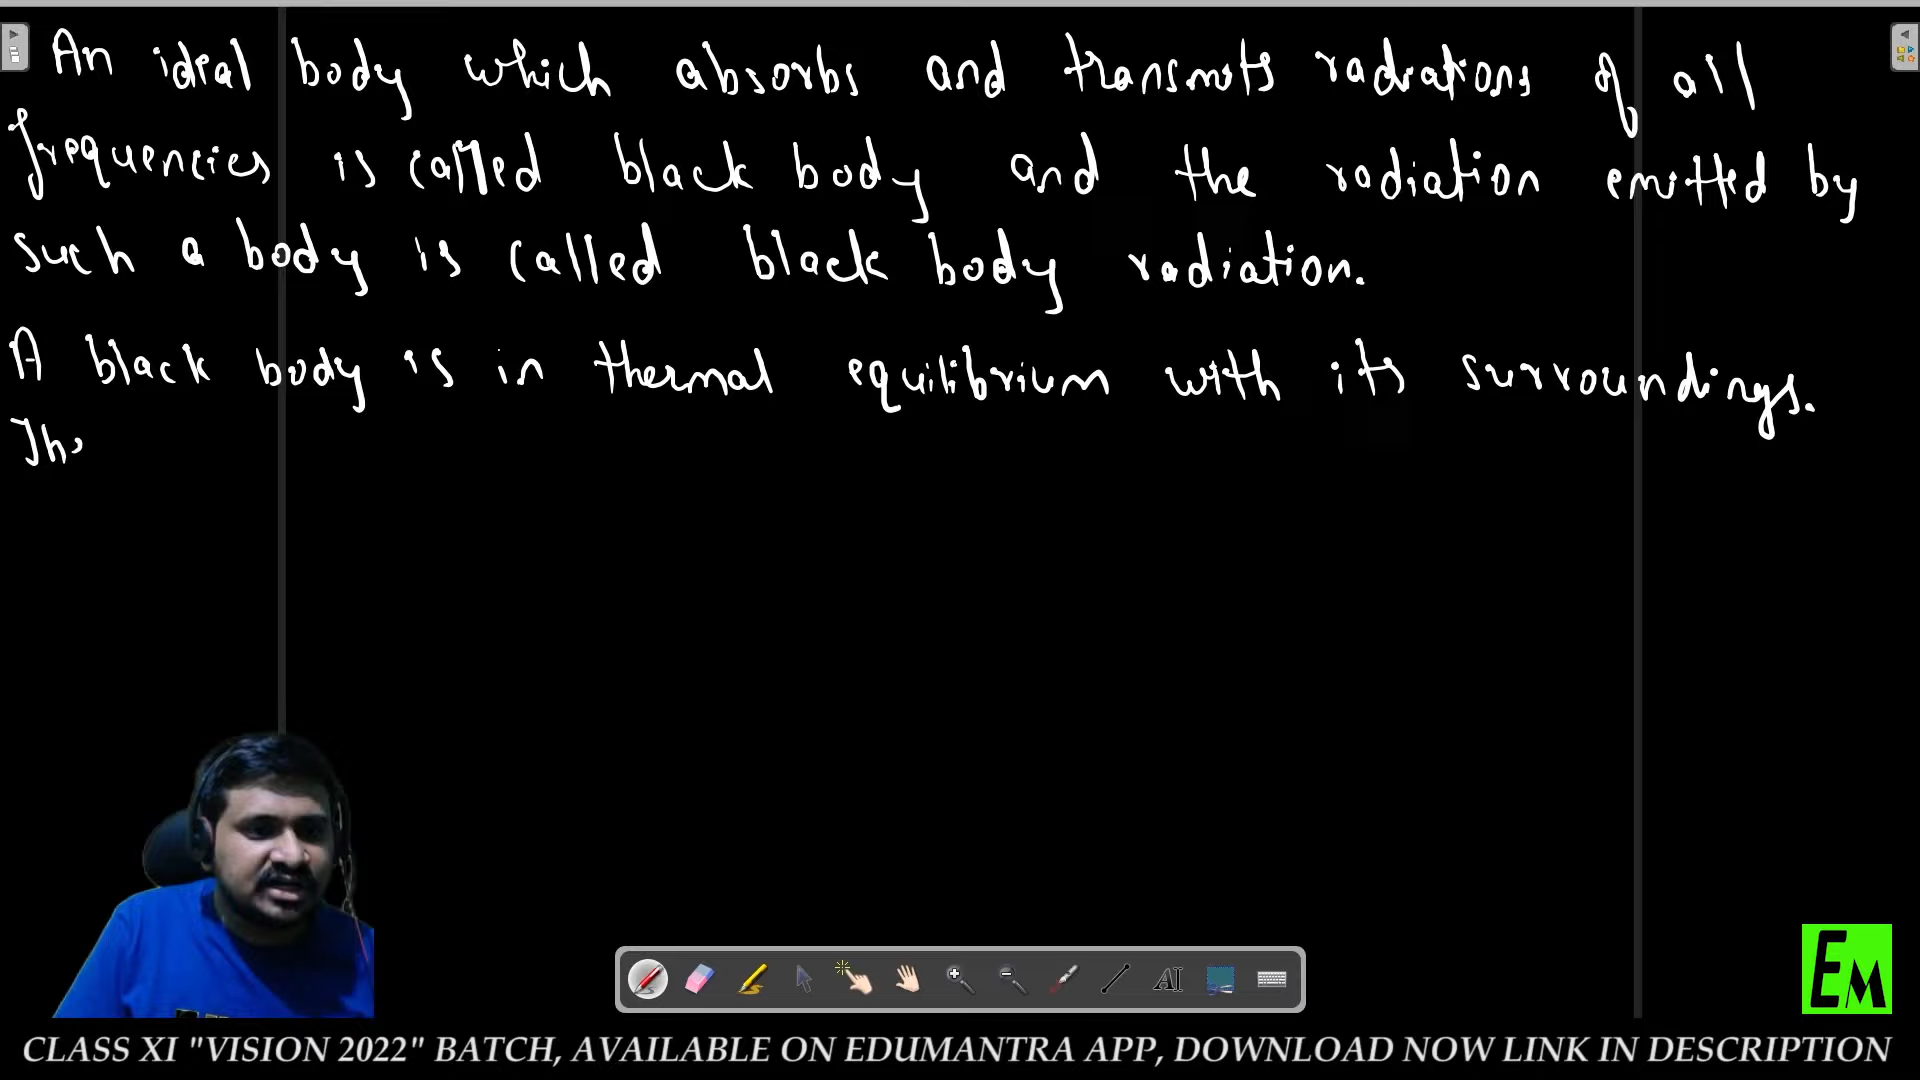 An ideal body which absorbs and transmits radiations of all
frequencies is called black body and the radiation emitted by
such a body is called black body radiation.
A black body is in thermal equilibrium with its surroundings.
AI
EM
CLASS XI "VISION 2022" BATCH, AVAILABLE ON EDUMANTRA APP, DOWNLOAD NOW LINK IN DESCRIPTION